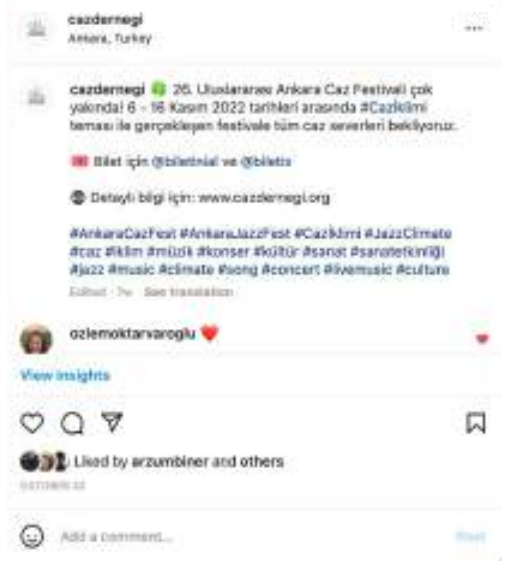 cazdernegi
Ankara, Turkey
cazdernegi 26. Uluslararası Ankara Caz Festivali çok
yakında! 6 - 16 Kasım 2022 tarihleri arasında #Cazİklimi
teması ile gerçekleşen festivale tüm caz severleri bekliyoruz.
Bilet için @biletinial ve @biletix
Detaylı bilgi için: www.cazdernegi.org
#AnkaraCazFest #AnkaraJazzFest #Cazİklimi #JazzClimate
#caz #iklim #müzik #konser #kültür #sanat #sanatetkinliği
#jazz #music #climate #song #concert #livemusic #culture
Edited · 7w See translation
ozlemoktarvaroglu
View Insights
Liked by arzumbiner and others
OCTOBER
Add a comment...
Post